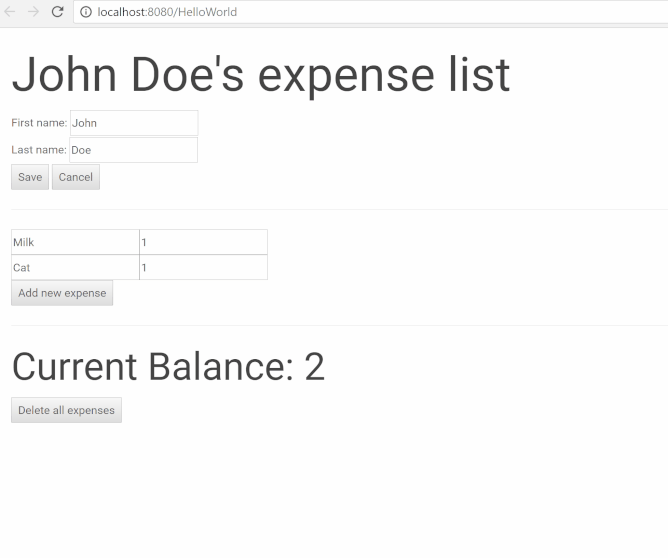 localhost:8080/HelloWorld
John Doe's expense list
First name: John
Last name: Doe
Save Cancel
Milk 1
Cat 1
Add new expense
Current Balance: 2
Delete all expenses